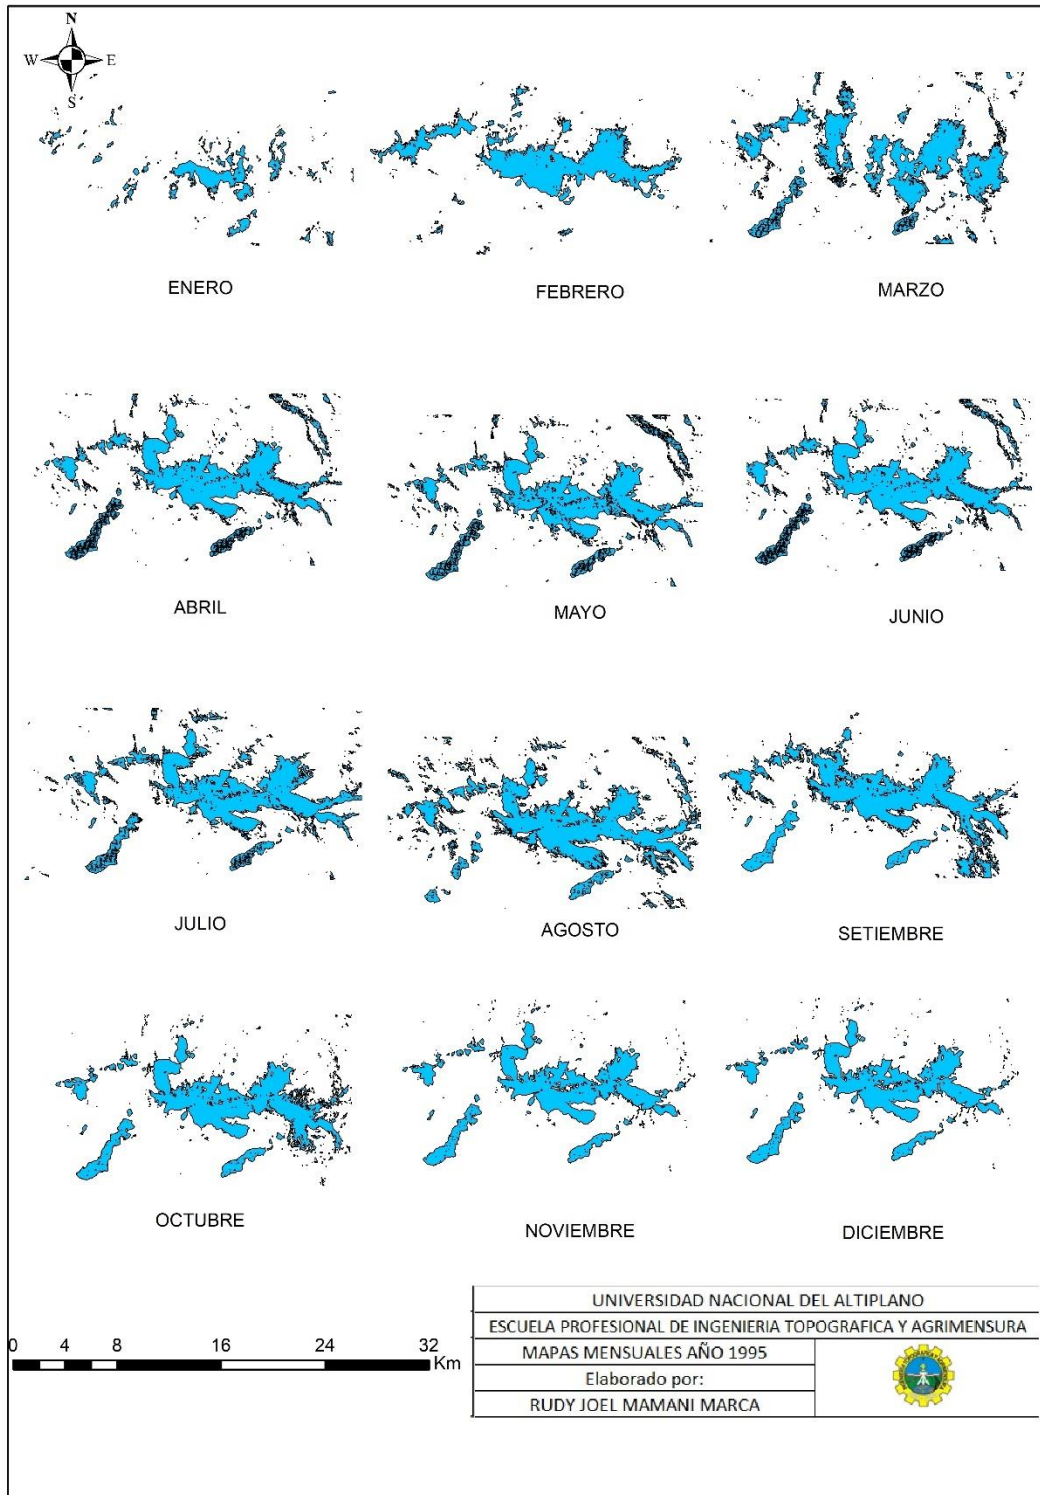 N
W E
S
ENERO
FEBRERO
MARZO
ABRIL
MAYO
JUNIO
JULIO
AGOSTO
SETIEMBRE
OCTUBRE
NOVIEMBRE
DICIEMBRE
0 4 8 16 24 32
Km
UNIVERSIDAD NACIONAL DEL ALTIPLANO
ESCUELA PROFESIONAL DE INGENIERIA TOPOGRAFICA Y AGRIMENSURA
MAPAS MENSUALES AÑO 1995
Elaborado por:
RUDY JOEL MAMANI MARCA